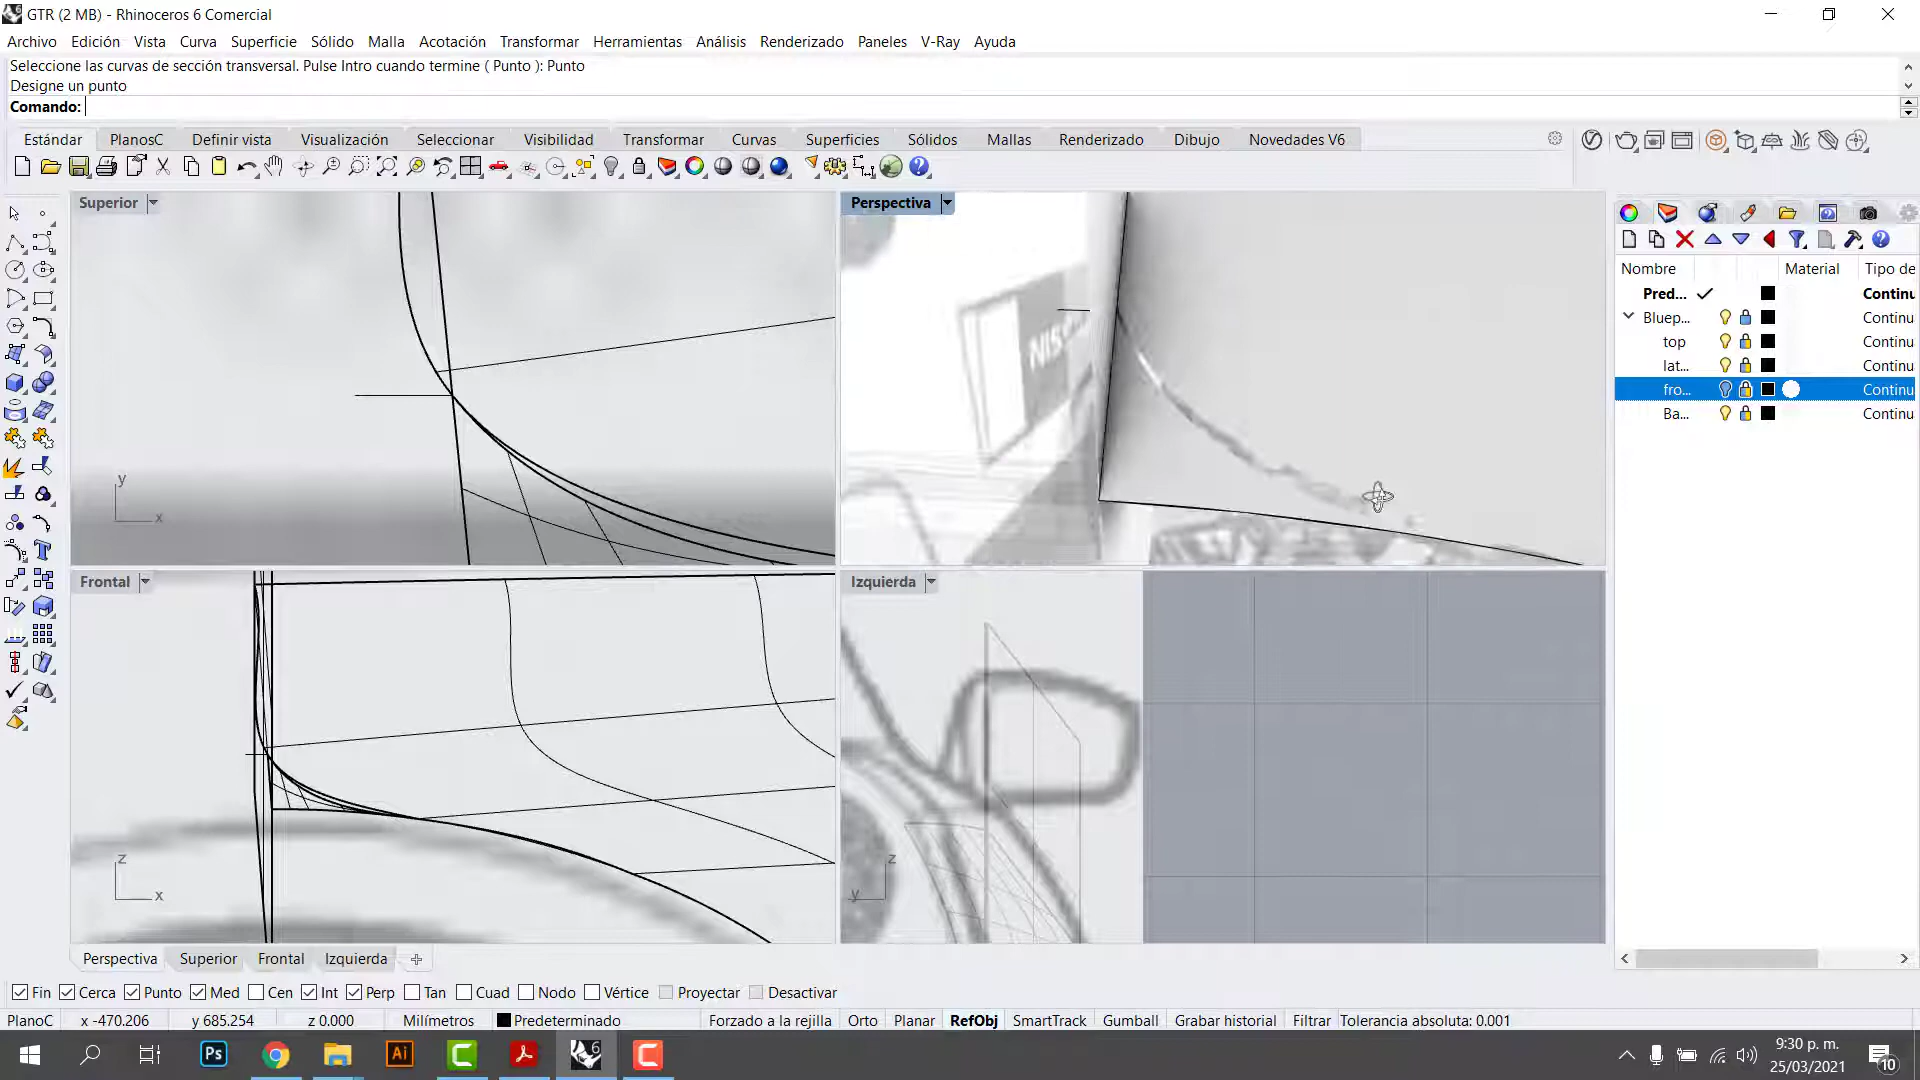 GTR (2 MB) - Rhinoceros 6 Comercial
Archivo Edición Vista Curva Superficie Sólido Malla Acotación Transformar Herramientas Análisis Renderizado Paneles V-Ray Ayuda
Seleccione las curvas de sección transversal. Pulse Intro cuando termine ( Punto ): Punto
Designe un punto
Comando:
Estándar PlanosC Definir vista Visualización Seleccionar Visibilidad Transformar Curvas Superficies Sólidos Mallas Renderizado Dibujo Novedades V6
Superior
Perspectiva
NIS
y
x
Frontal
Izquierda
z
x
z
y
Nombre Material Tipo de
Pred... Continu
Bluep... Continu
top Continu
lat... Continu
fro... Continu
Ba... Continu
Perspectiva Superior Frontal Izquierda
Fin Cerca Punto Med Cen Int Perp Tan Cuad Nodo Vértice Proyectar Desactivar
PlanoC x -470.206 y 685.254 z 0.000 Milímetros Predeterminado Forzado a la rejilla Orto Planar RefObj SmartTrack Gumball Grabar historial Filtrar Tolerancia absoluta: 0.001
Ps Ai C 6 C
9:30 p. m.
25/03/2021
10